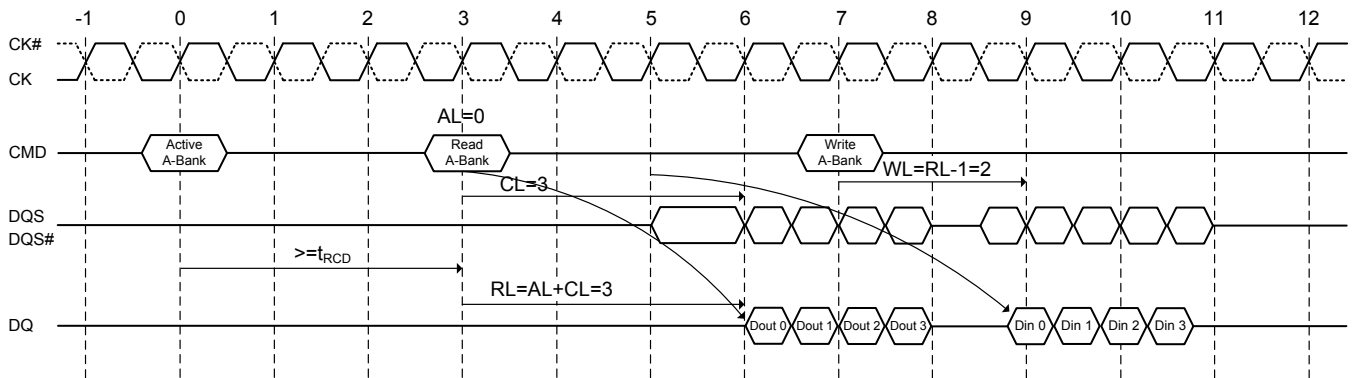 -1 0 1 2 3 4 5 6 7 8 9 10 11 12
CK#
CK
AL=0
CMD
Active
A-Bank
Read
A-Bank
Write
A-Bank
WL=RL-1=2
CL=3
DQS
DQS#
>=tRCD
RL=AL+CL=3
DQ
Dout 0 Dout 1 Dout 2 Dout 3
Din 0 Din 1 Din 2 Din 3